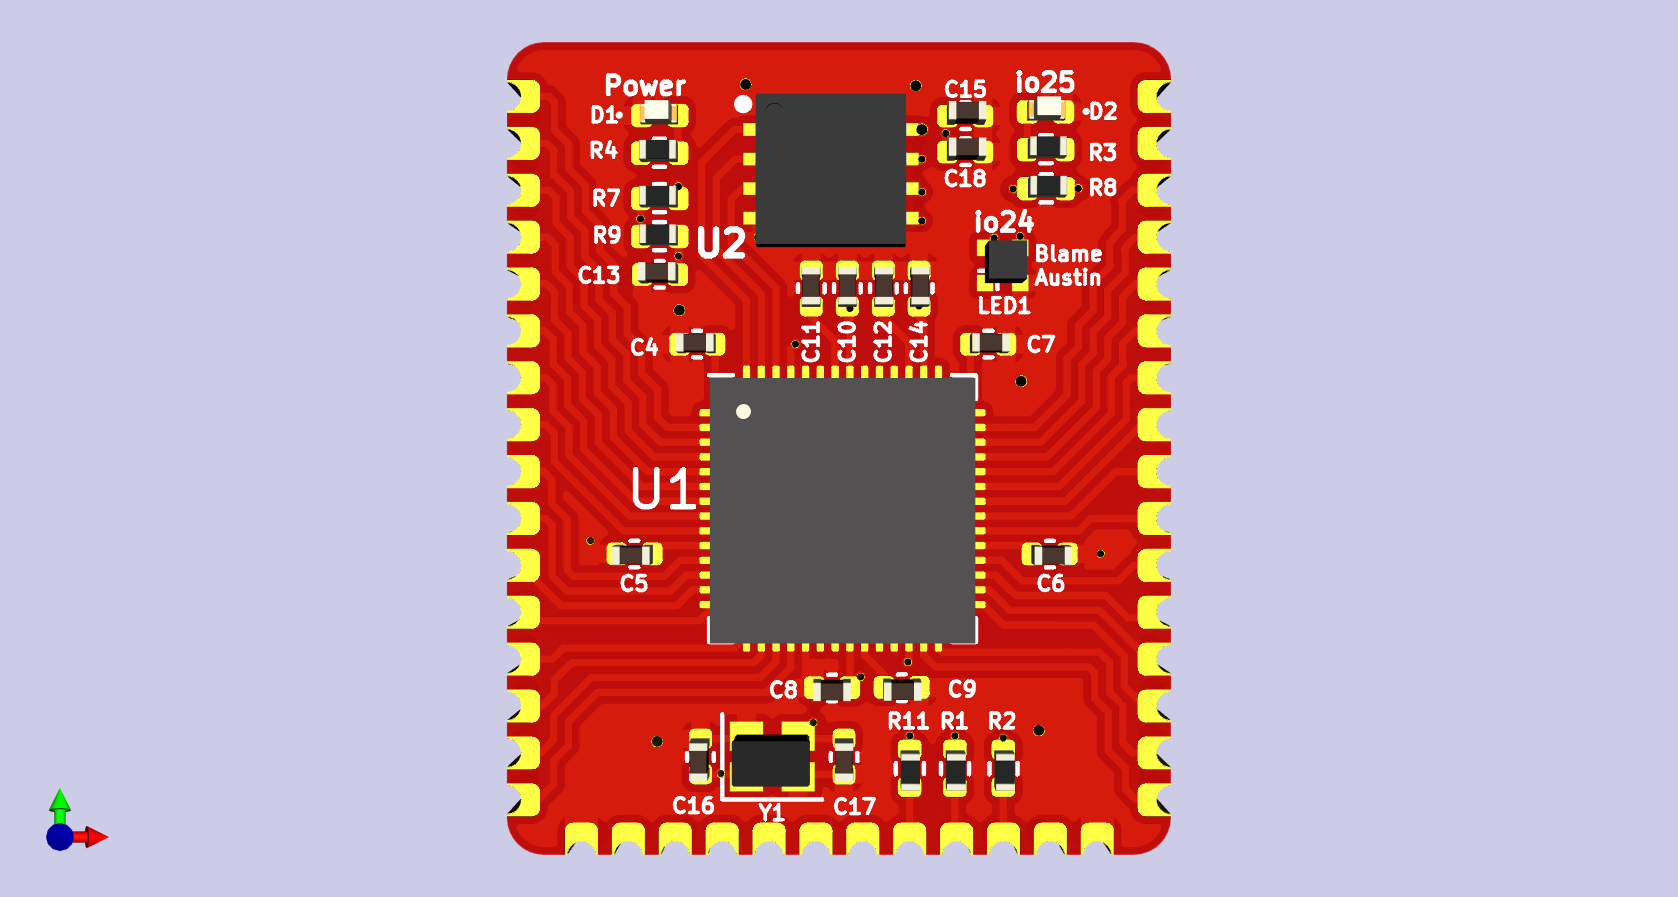 Power
io25
C15
D1
D2
R4
R3
C18
R8
R7
io24
R9
U2
Blame
Austin
C13
LED1
C11
C10
C12
C14
C4
C7
U1
C5
C6
C8
C9
R11
R1
R2
C16
Y1
C17